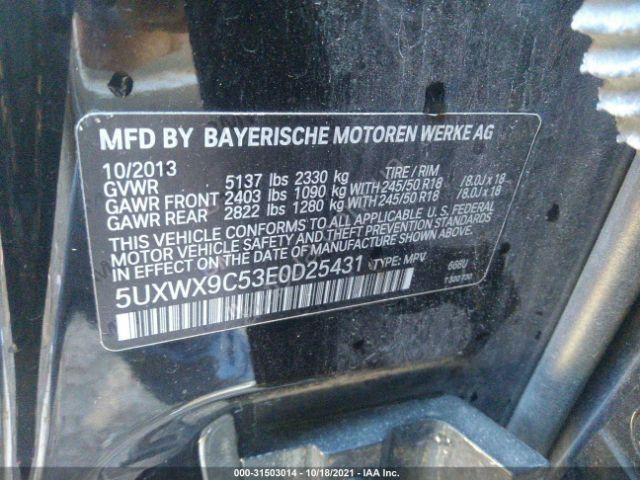 MFD BY BAYERISCHE MOTOREN WERKE AG
10/2013 TIRE / RIM
GVWR 5137 lbs 2330 kg
GAWR FRONT 2403 lbs 1090 kg WITH 245/50 R18 /8.0J x 18
GAWR REAR 2822 lbs 1280 kg WITH 245/50 R18 /8.0J x 18
THIS VEHICLE CONFORMS TO ALL APPLICABLE U. S. FEDERAL
MOTOR VEHICLE SAFETY, BUMPER AND THEFT PREVENTION STANDARDS
IN EFFECT ON THE DATE OF MANUFACTURE SHOWN ABOVE.
5UXWX9C53E0D25431 TYPE: MPV
000-31503014 | 10/18/2021 | IAA Inc.